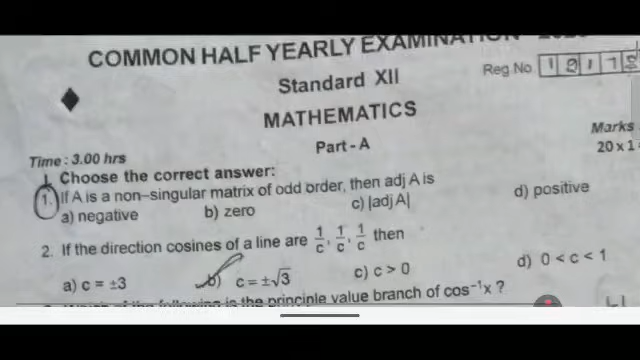 COMMON HALF YEARLY EXAMINATION
Standard XII
Reg.No
MATHEMATICS
Part - A
Marks
Time : 3.00 hrs
20 x 1
I. Choose the correct answer:
1. If A is a non–singular matrix of odd order, then adj A is
a) negative b) zero c) |adj A| d) positive
2. If the direction cosines of a line are 1/c, 1/c, 1/c then
a) c = ±3 b) c = ±√3 c) c > 0 d) 0 < c < 1
of the following is the principle value branch of cos⁻¹x ?